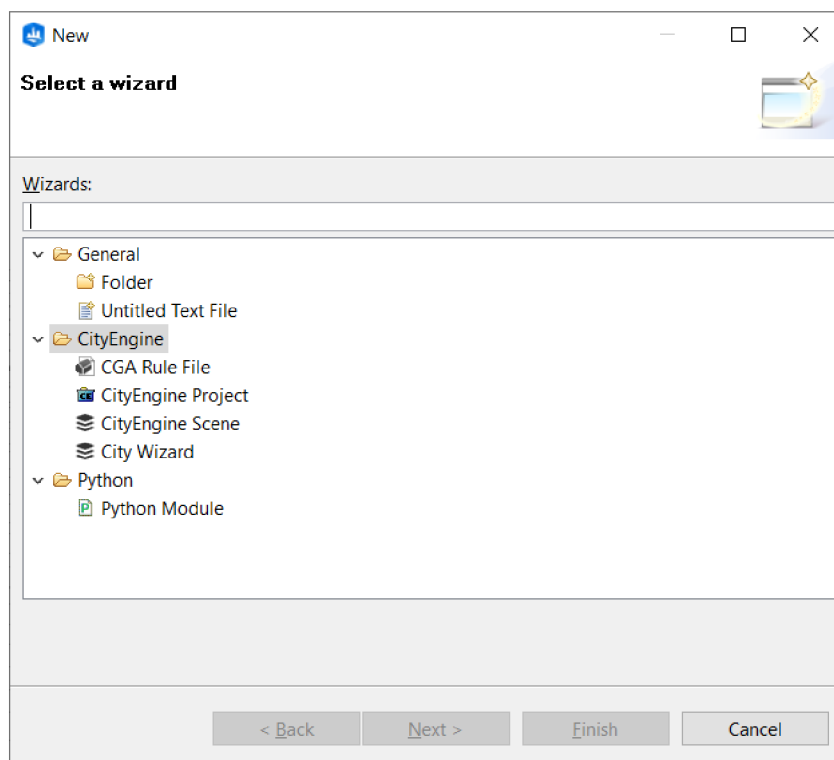 New
Select a wizard
Wizards:
General
Folder
Untitled Text File
CityEngine
CGA Rule File
CityEngine Project
CityEngine Scene
City Wizard
Python
Python Module
< Back Next > Finish Cancel